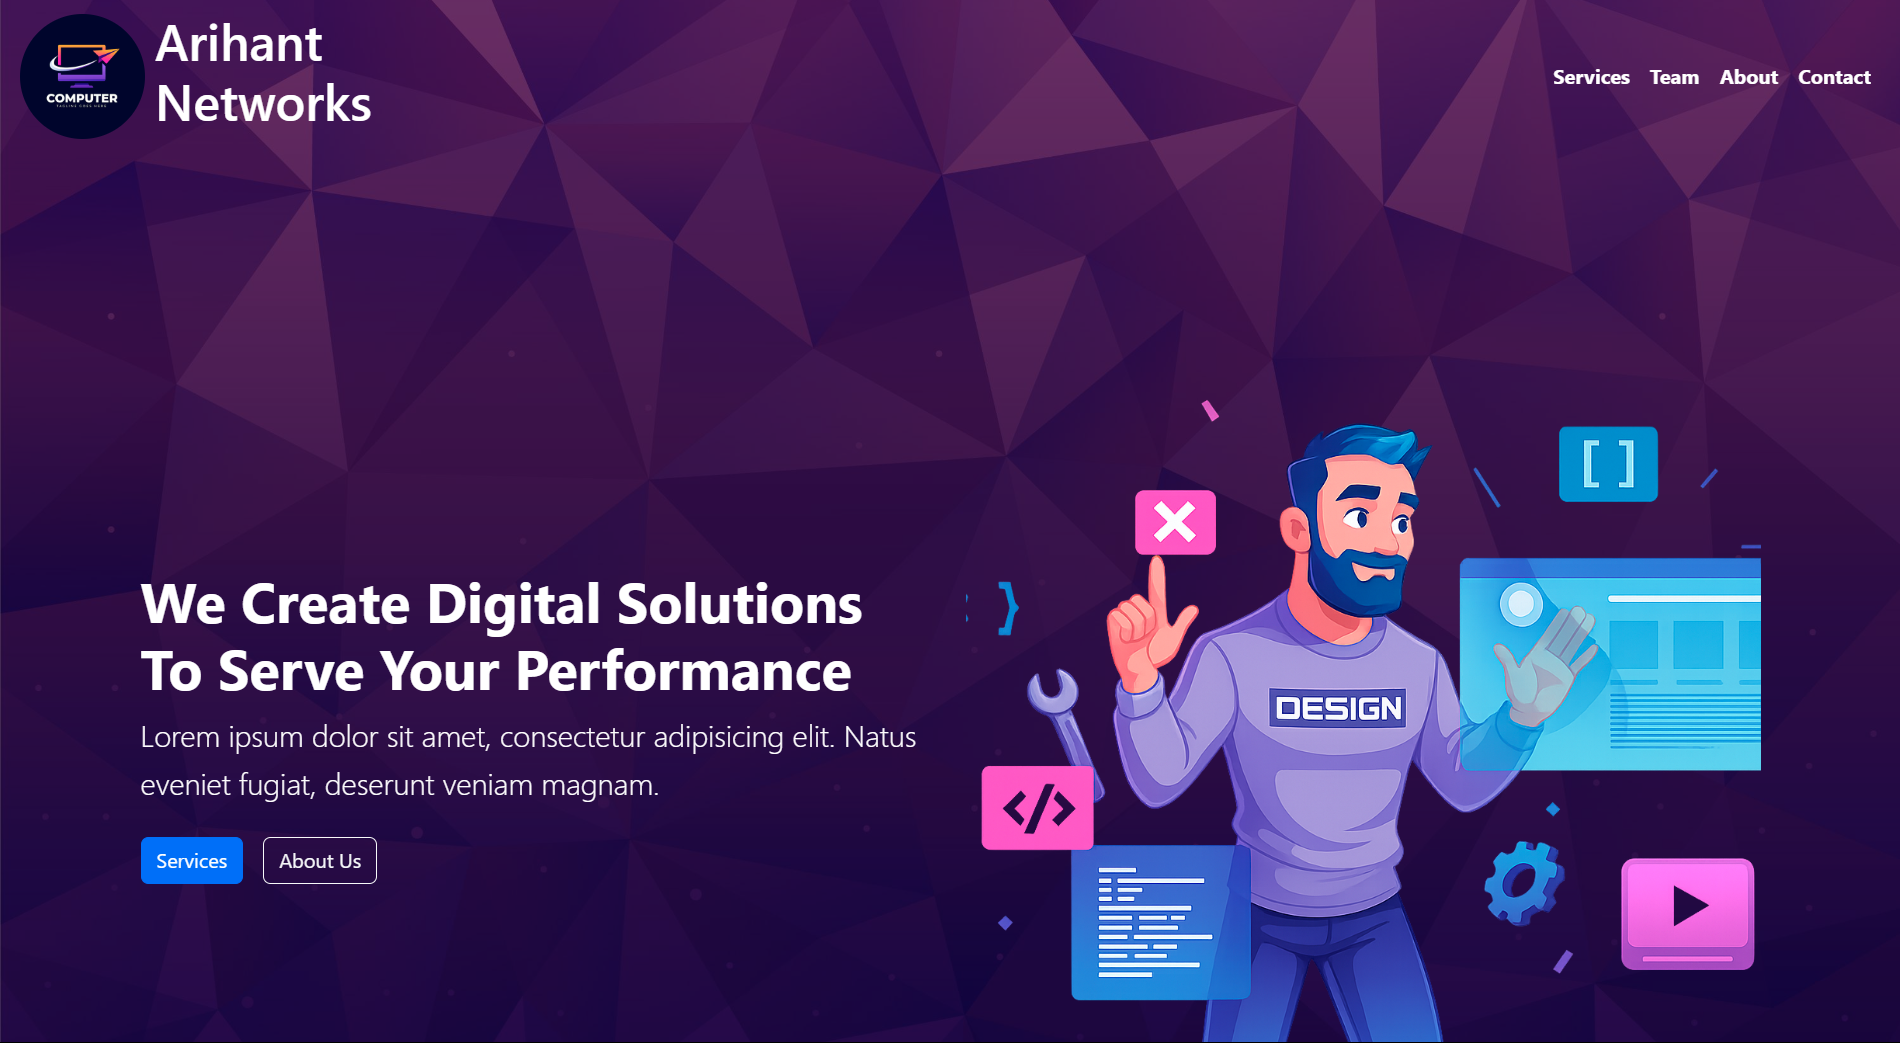 Arihant
Networks
COMPUTER
Services Team About Contact
We Create Digital Solutions
To Serve Your Performance
Lorem ipsum dolor sit amet, consectetur adipisicing elit. Natus
eveniet fugiat, deserunt veniam magnam.
Services About Us
DESIGN
[ ]
}
</>